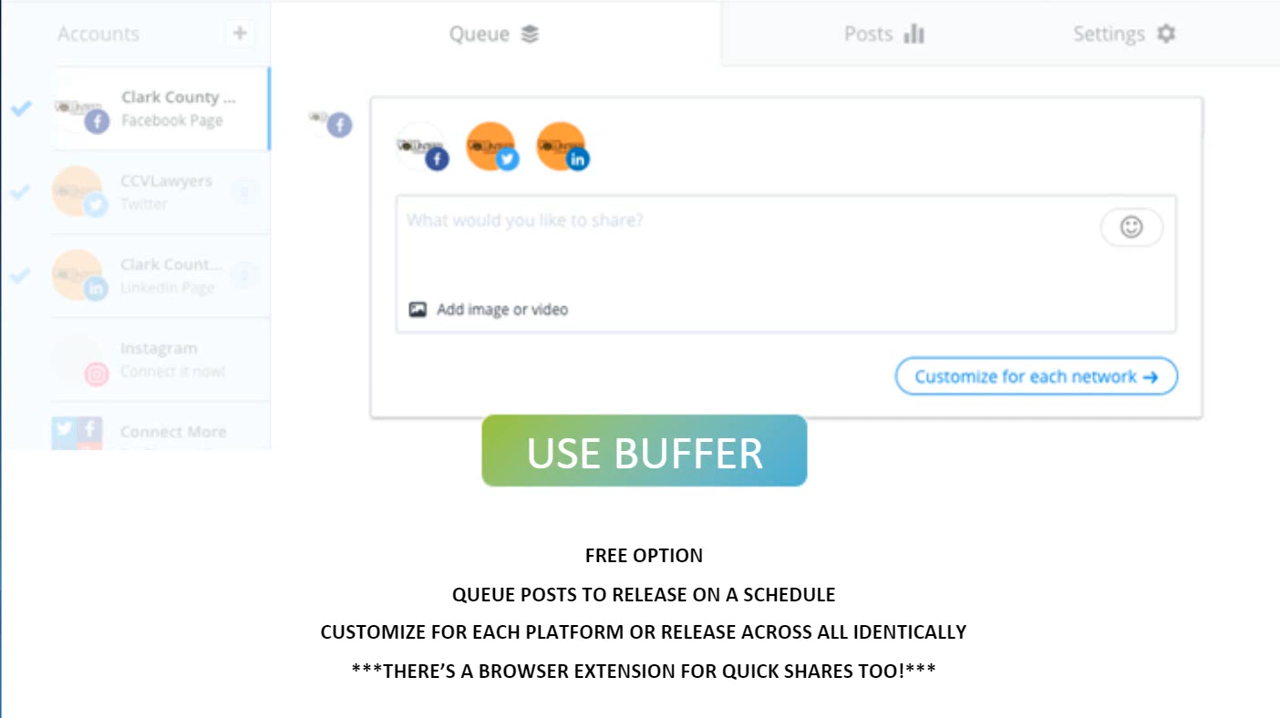 Accounts +
Queue
Posts
Settings
Clark County ...
Facebook Page
CCVLawyers
Twitter
Clark Count...
LinkedIn Page
Instagram
Connect it now!
Connect More
What would you like to share?
Add image or video
Customize for each network →
USE BUFFER
FREE OPTION
QUEUE POSTS TO RELEASE ON A SCHEDULE
CUSTOMIZE FOR EACH PLATFORM OR RELEASE ACROSS ALL IDENTICALLY
***THERE'S A BROWSER EXTENSION FOR QUICK SHARES TOO!***